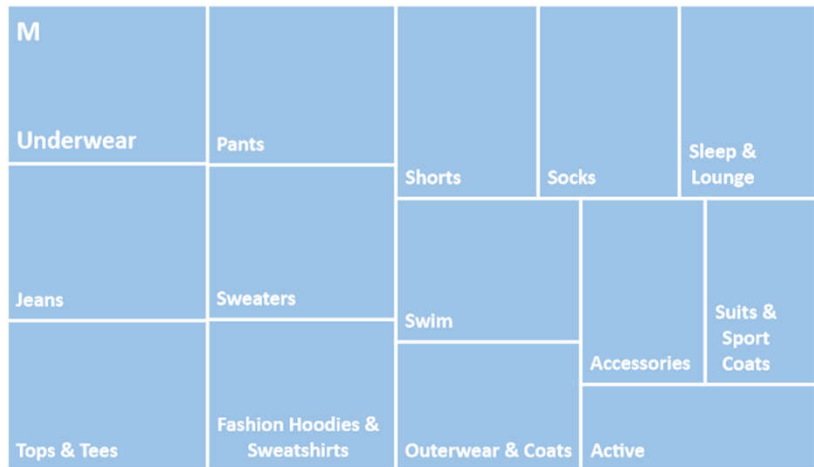 M
Underwear
Pants
Shorts
Socks
Sleep &
Lounge
Jeans
Sweaters
Swim
Accessories
Suits &
Sport
Coats
Tops & Tees
Fashion Hoodies &
Sweatshirts
Outerwear & Coats
Active